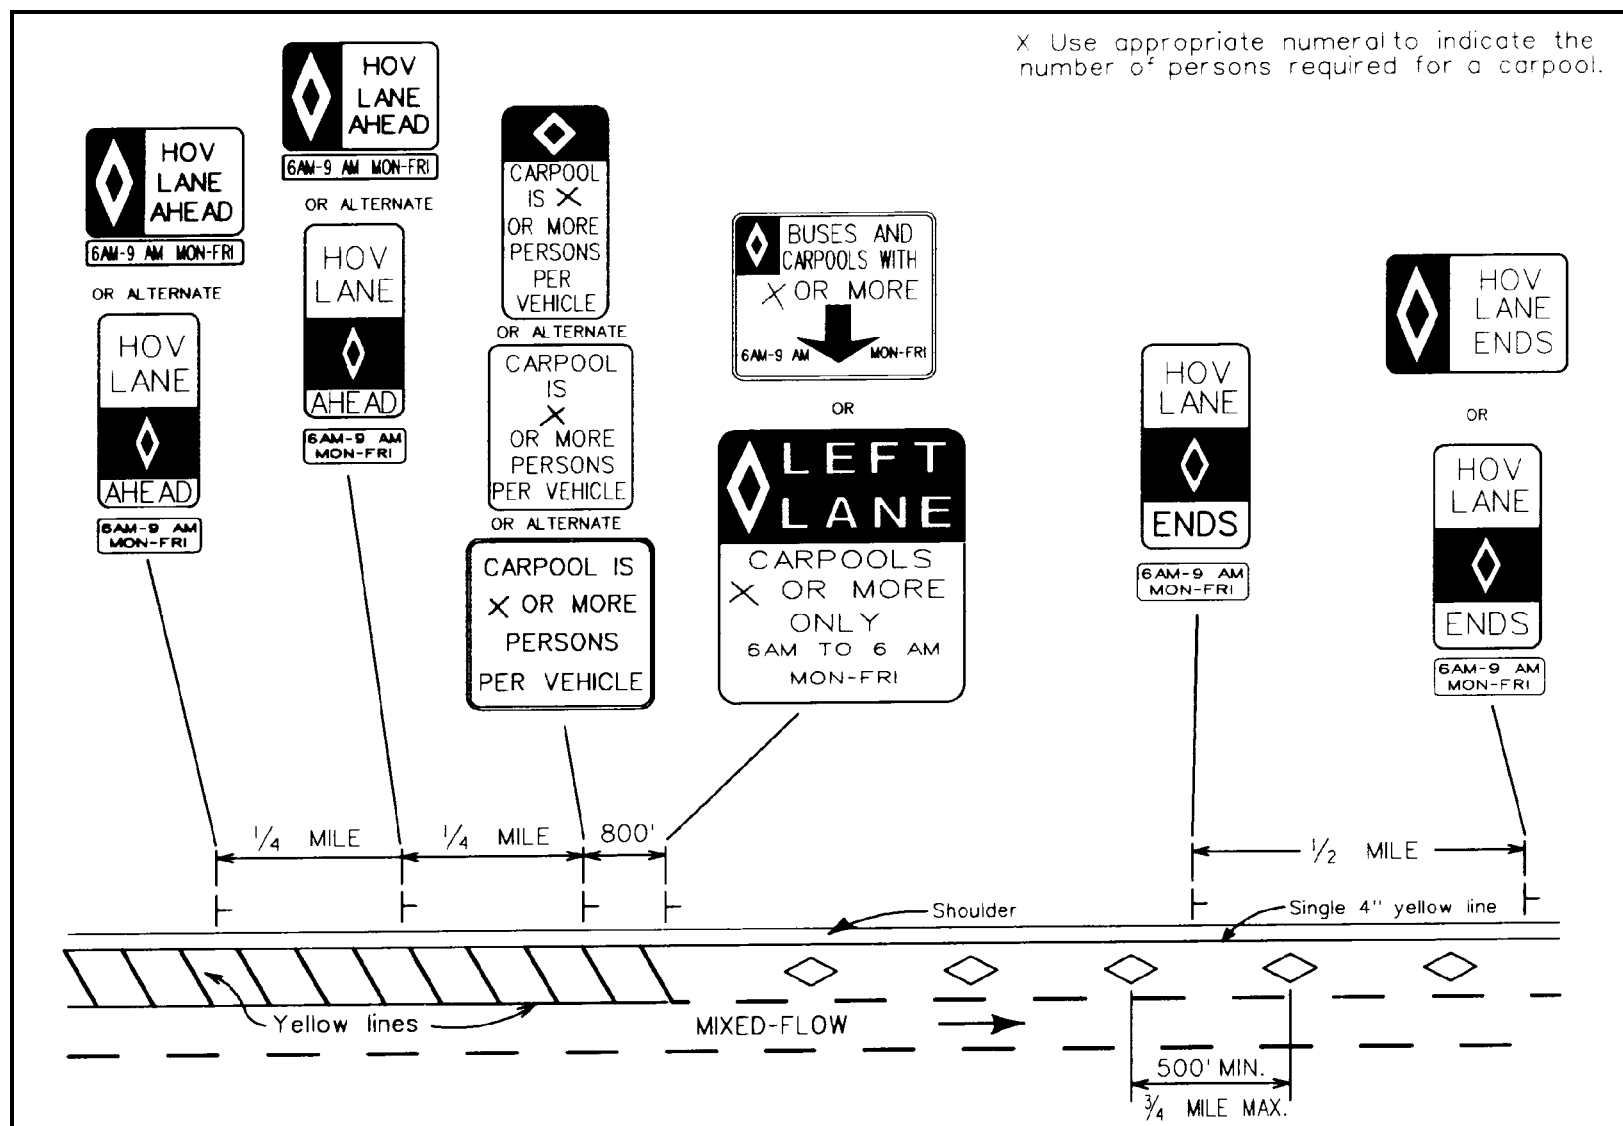 X Use appropriate numeral to indicate the
number of persons required for a carpool.
HOV
LANE
AHEAD
6AM-9 AM MON-FRI
OR ALTERNATE
HOV
LANE
AHEAD
6AM-9 AM
MON-FRI
HOV
LANE
AHEAD
6AM-9 AM MON-FRI
OR ALTERNATE
HOV
LANE
AHEAD
6AM-9 AM
MON-FRI
CARPOOL
IS X
OR MORE
PERSONS
PER
VEHICLE
OR ALTERNATE
CARPOOL
IS
X
OR MORE
PERSONS
PER VEHICLE
OR ALTERNATE
CARPOOL IS
X OR MORE
PERSONS
PER VEHICLE
BUSES AND
CARPOOLS WITH
X OR MORE
6AM-9 AM MON-FRI
OR
LEFT
LANE
CARPOOLS
X OR MORE
ONLY
6AM TO 6 AM
MON-FRI
HOV
LANE
ENDS
6AM-9 AM
MON-FRI
HOV
LANE
ENDS
OR
HOV
LANE
ENDS
6AM-9 AM
MON-FRI
1/4 MILE
1/4 MILE
800'
1/2 MILE
Shoulder
Single 4" yellow line
Yellow lines
MIXED-FLOW
500' MIN.
3/4 MILE MAX.